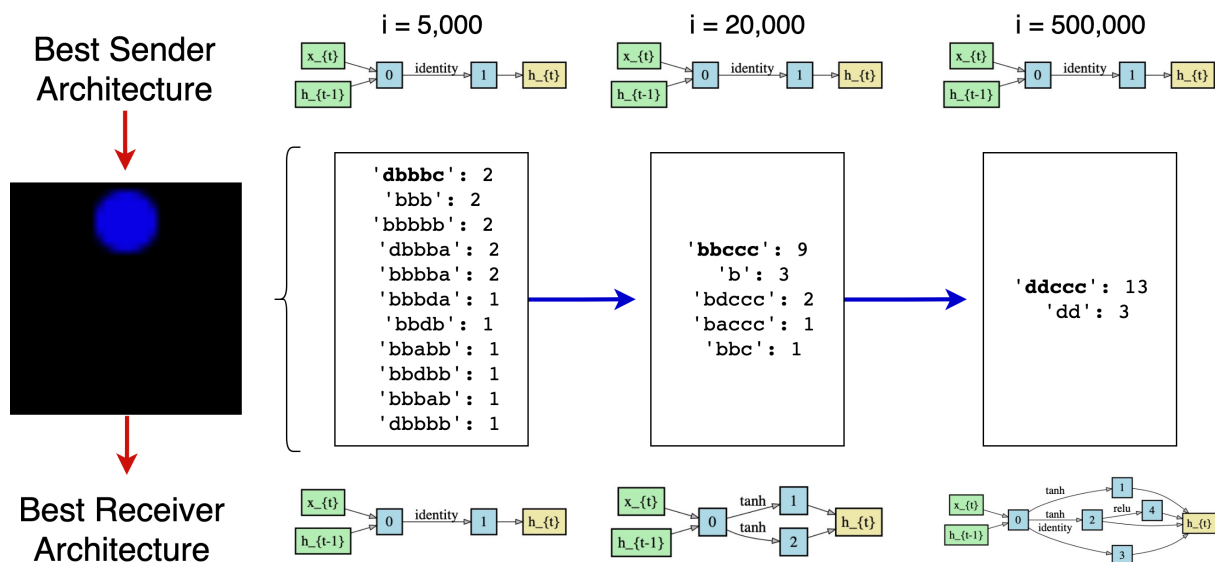 i = 5,000
i = 20,000
i = 500,000
Best Sender
Architecture
x_{t}
h_{t-1}
0
identity
1
h_{t}
x_{t}
h_{t-1}
0
identity
1
h_{t}
x_{t}
h_{t-1}
0
identity
1
h_{t}
'dbbbc': 2
'bbb': 2
'bbbbb': 2
'dbbba': 2
'bbbba': 2
'bbbda': 1
'bbdb': 1
'bbabb': 1
'bbdbb': 1
'bbbab': 1
'dbbbb': 1
'bbccc': 9
'b': 3
'bdccc': 2
'baccc': 1
'bbc': 1
'ddccc': 13
'dd': 3
Best Receiver
Architecture
x_{t}
h_{t-1}
0
identity
1
h_{t}
x_{t}
h_{t-1}
0
tanh
1
tanh
2
h_{t}
x_{t}
h_{t-1}
0
tanh
1
tanh
2
relu
4
identity
3
h_{t}